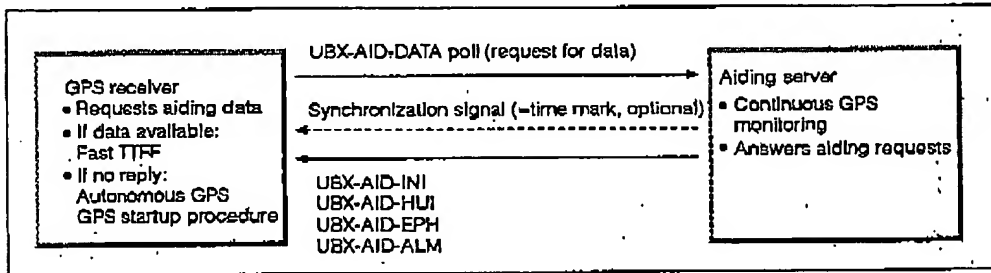 UBX-AID-DATA poll (request for data)
GPS receiver
• Requests aiding data
• If data available:
Fast TTFF
• If no reply:
Autonomous GPS
GPS startup procedure
Synchronization signal (=time mark, optional)
UBX-AID-INI
UBX-AID-HUI
UBX-AID-EPH
UBX-AID-ALM
Aiding server
• Continuous GPS
monitoring
• Answers aiding requests